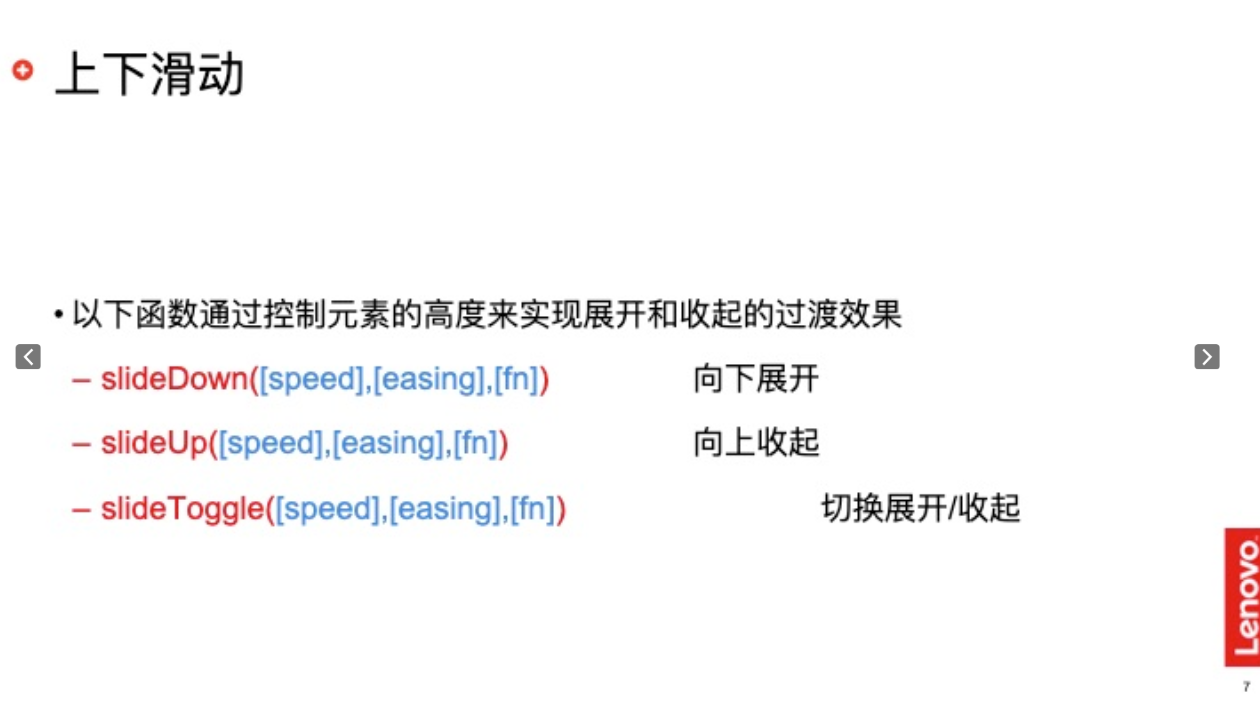 上下滑动
• 以下函数通过控制元素的高度来实现展开和收起的过渡效果
– slideDown([speed],[easing],[fn]) 向下展开
– slideUp([speed],[easing],[fn]) 向上收起
– slideToggle([speed],[easing],[fn]) 切换展开/收起
Lenovo
7